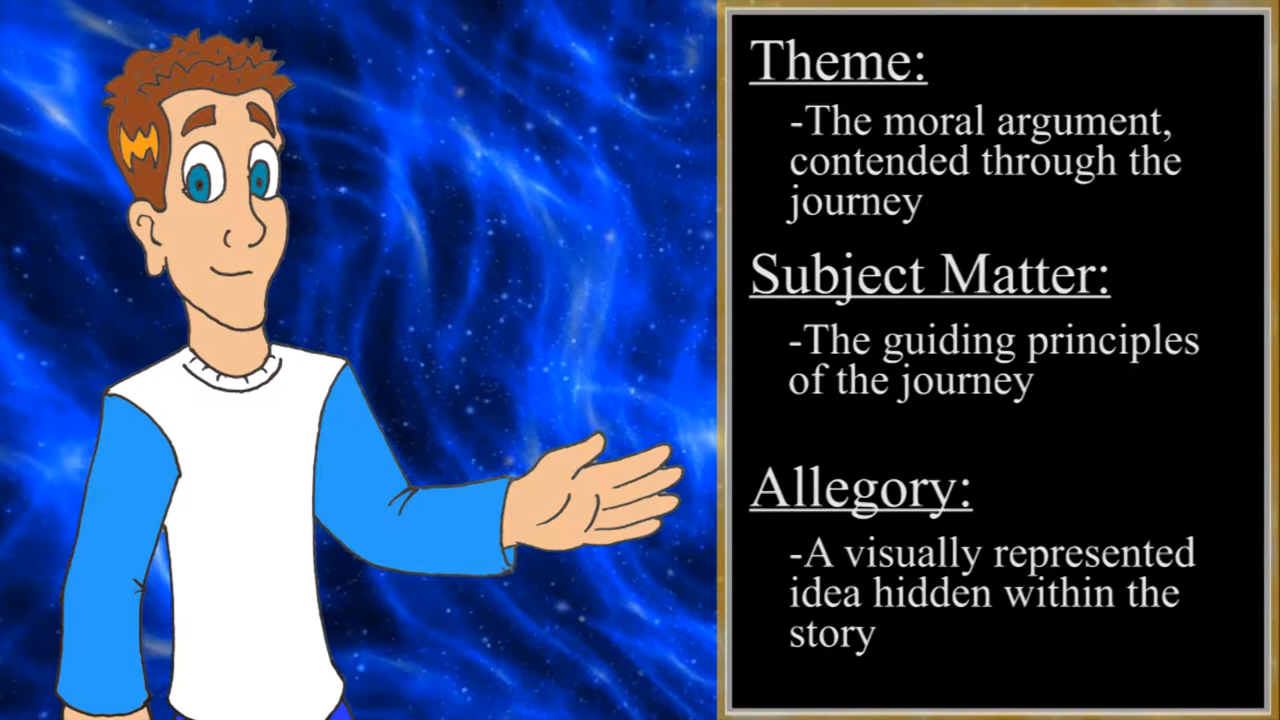 Theme:
-The moral argument,
contended through the
journey
Subject Matter:
-The guiding principles
of the journey
Allegory:
-A visually represented
idea hidden within the
story